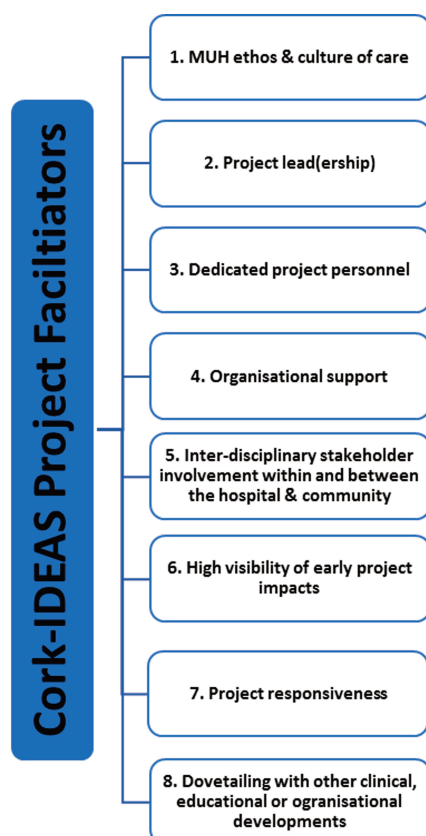 Cork-IDEAS Project Faciltiators
1. MUH ethos & culture of care
2. Project lead(ership)
3. Dedicated project personnel
4. Organisational support
5. Inter-disciplinary stakeholder
involvement within and between
the hospital & community
6. High visibility of early project
impacts
7. Project responsiveness
8. Dovetailing with other clinical,
educational or ogranisational
developments